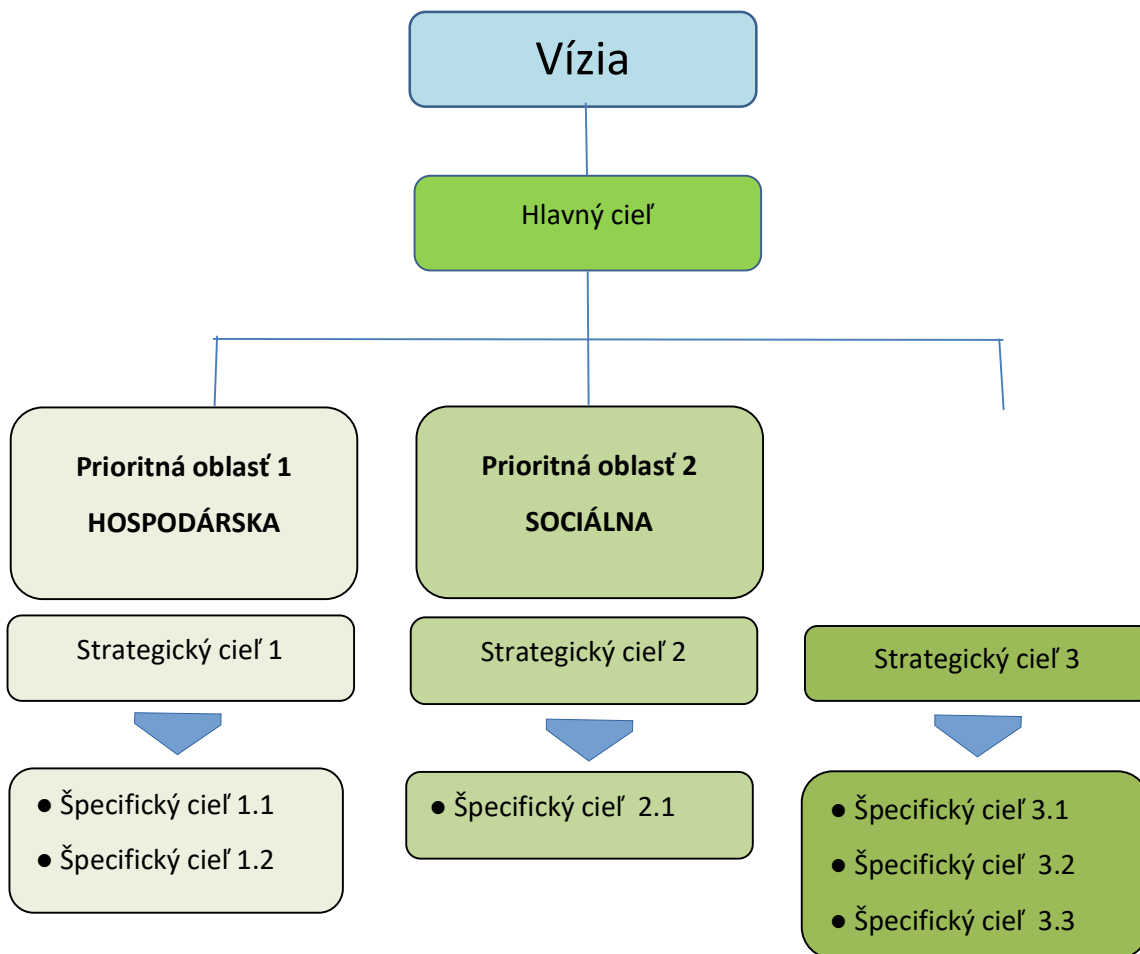 Vízia
Hlavný cieľ
Prioritná oblasť 1
HOSPODÁRSKA
Prioritná oblasť 2
SOCIÁLNA
Strategický cieľ 1
Strategický cieľ 2
Strategický cieľ 3
● Špecifický cieľ 1.1
● Špecifický cieľ 1.2
● Špecifický cieľ 2.1
● Špecifický cieľ 3.1
● Špecifický cieľ 3.2
● Špecifický cieľ 3.3